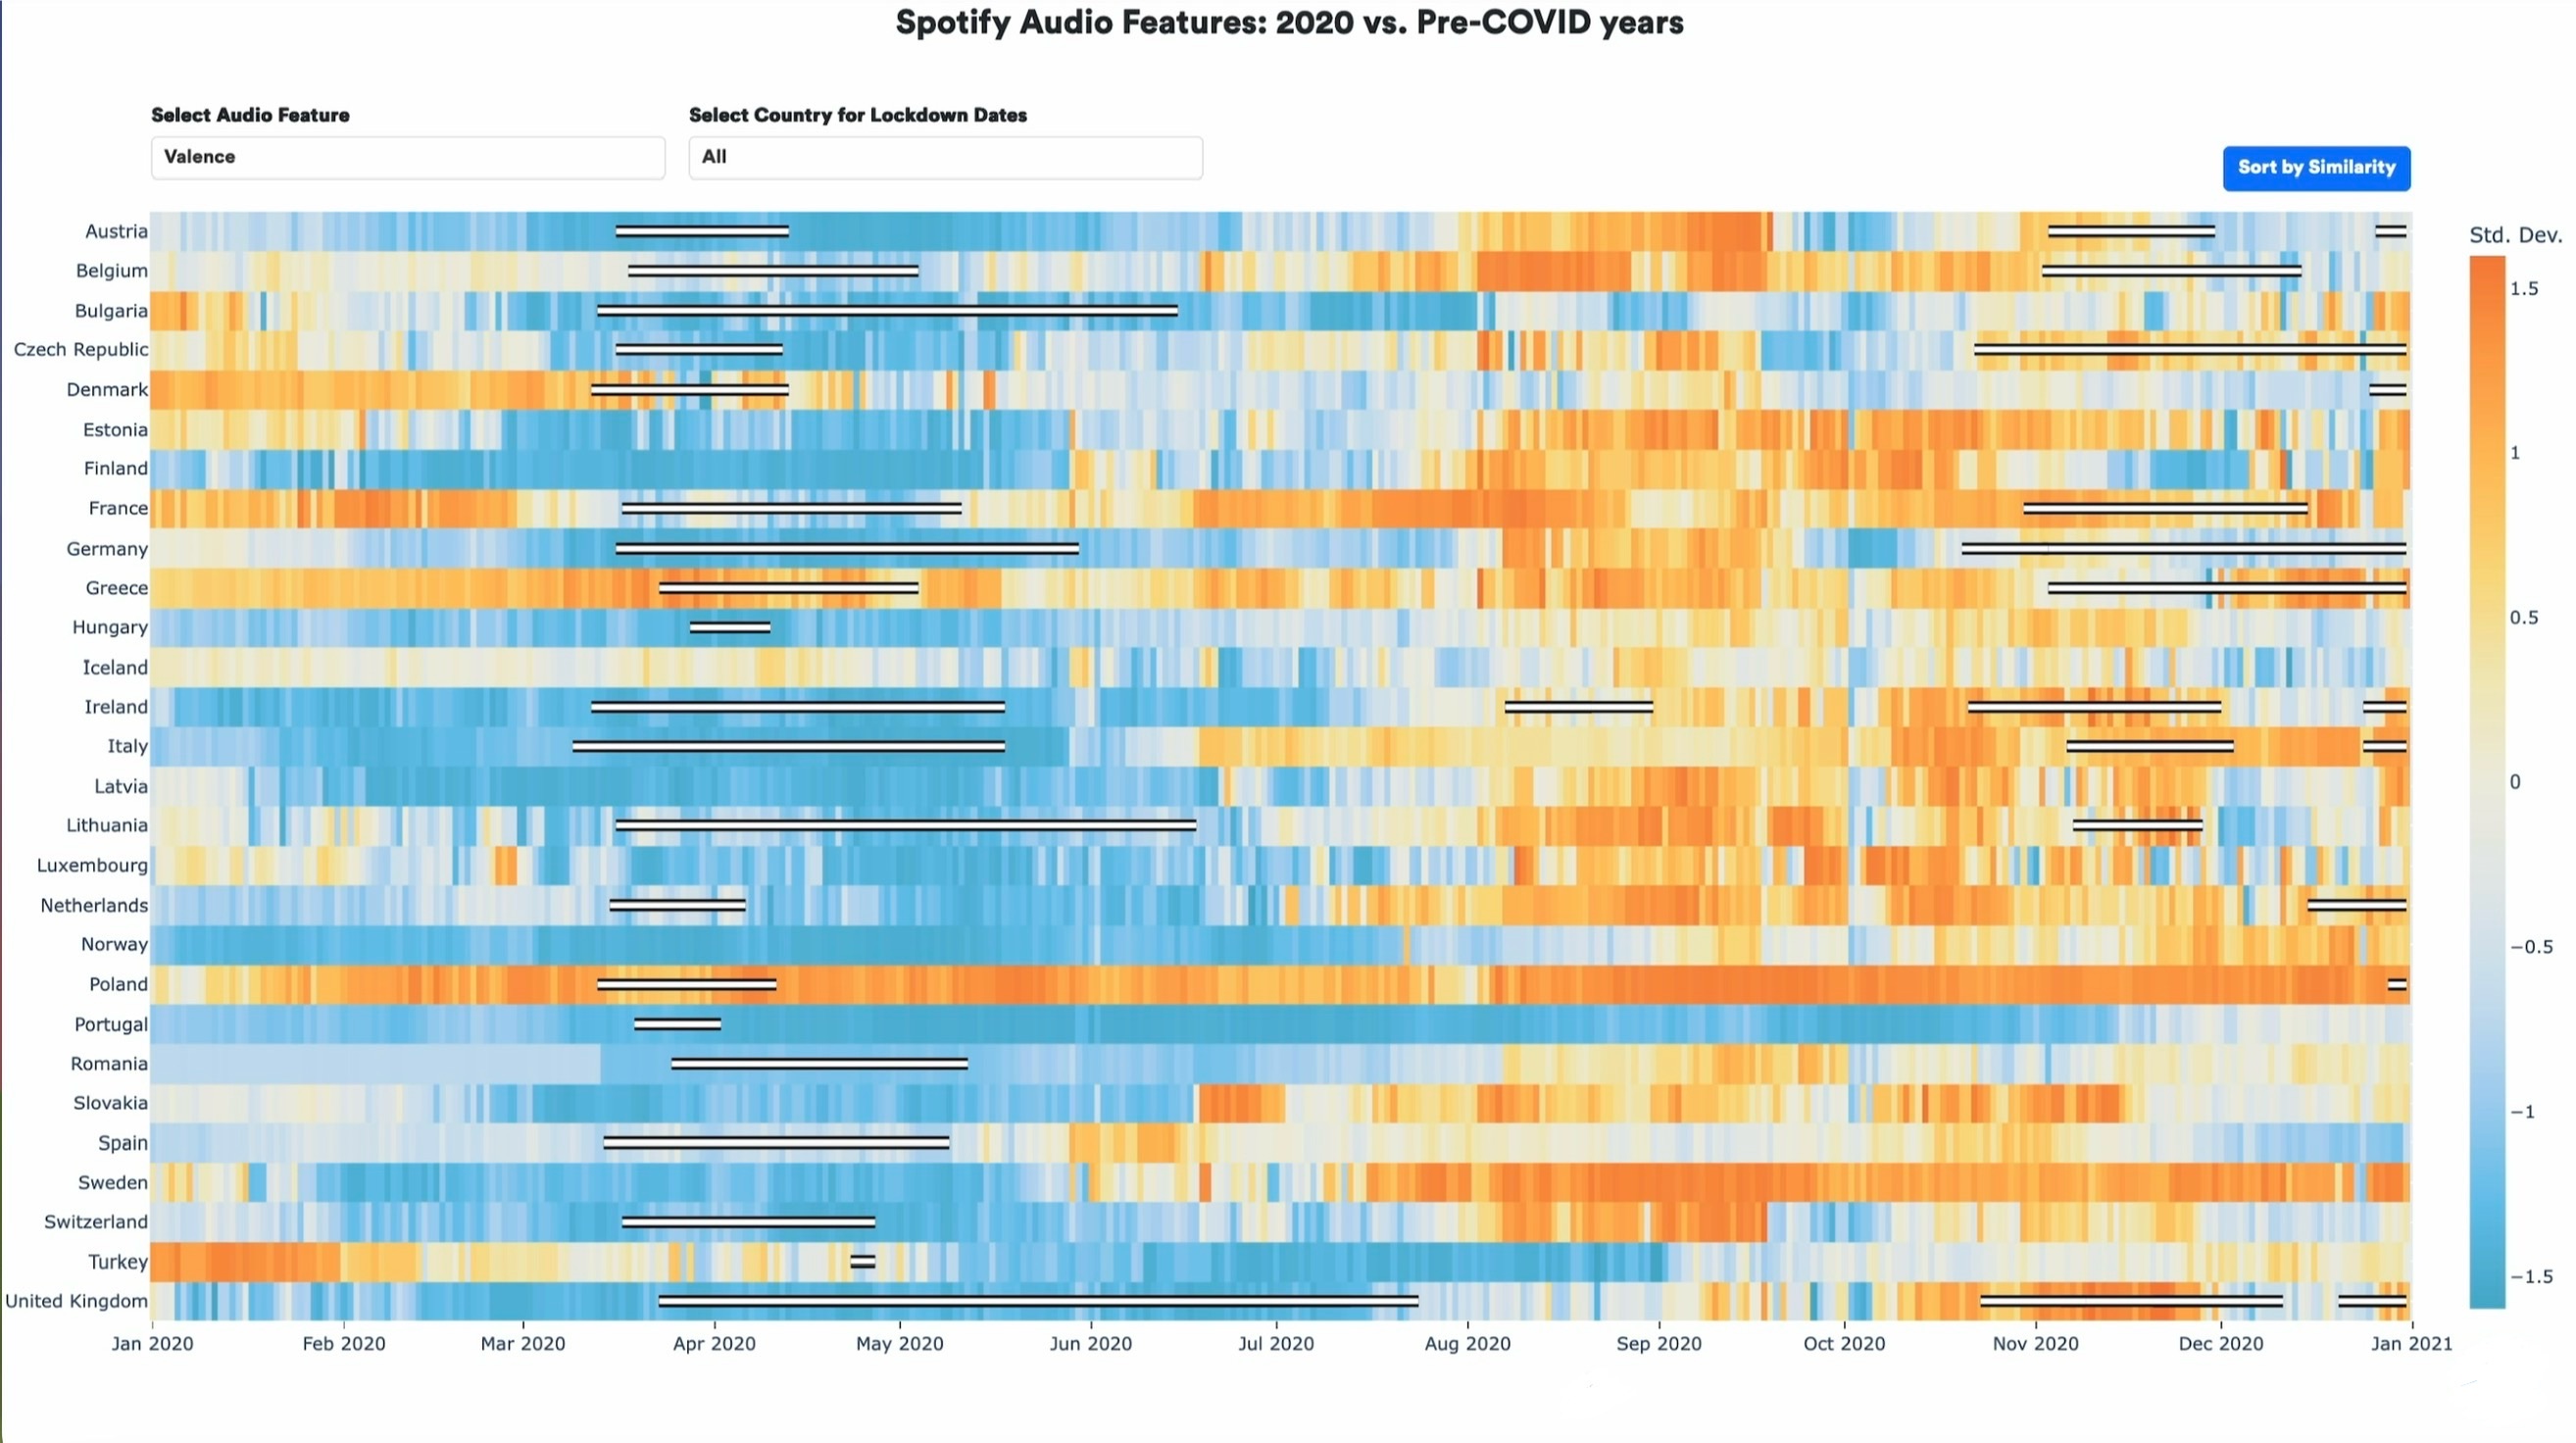 Spotify Audio Features: 2020 vs. Pre-COVID years
Select Audio Feature
Select Country for Lockdown Dates
Valence
All
Sort by Similarity
Std. Dev.
Austria
Belgium
Bulgaria
Czech Republic
Denmark
Estonia
Finland
France
Germany
Greece
Hungary
Iceland
Ireland
Italy
Latvia
Lithuania
Luxembourg
Netherlands
Norway
Poland
Portugal
Romania
Slovakia
Spain
Sweden
Switzerland
Turkey
United Kingdom
1.5
1
0.5
0
−0.5
−1
−1.5
Jan 2020 Feb 2020 Mar 2020 Apr 2020 May 2020 Jun 2020 Jul 2020 Aug 2020 Sep 2020 Oct 2020 Nov 2020 Dec 2020 Jan 2021